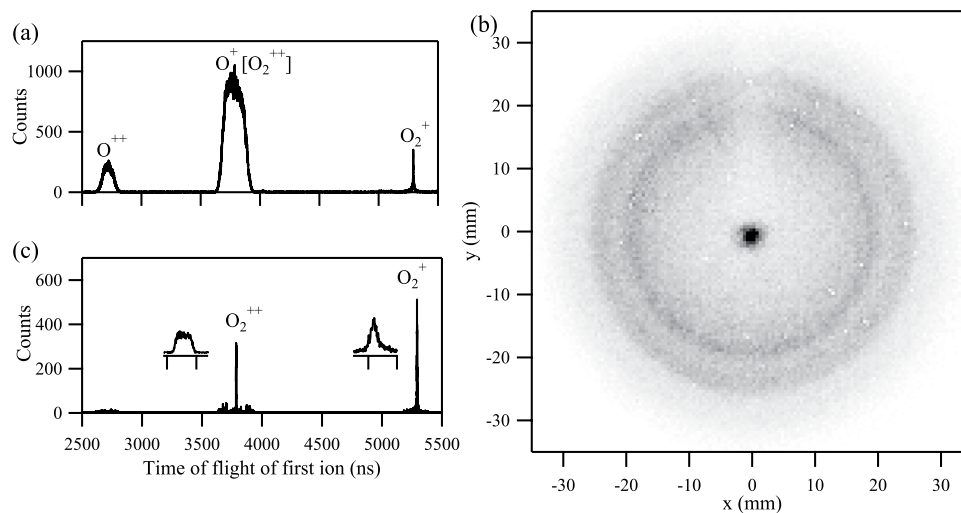 (a)
1000
500
0
Counts
O++
O+ [O2++]
O2+
(c)
600
400
200
0
Counts
O2++
O2+
2500 3000 3500 4000 4500 5000 5500
Time of flight of first ion (ns)
(b)
30
20
10
0
-10
-20
-30
y (mm)
-30 -20 -10 0 10 20 30
x (mm)